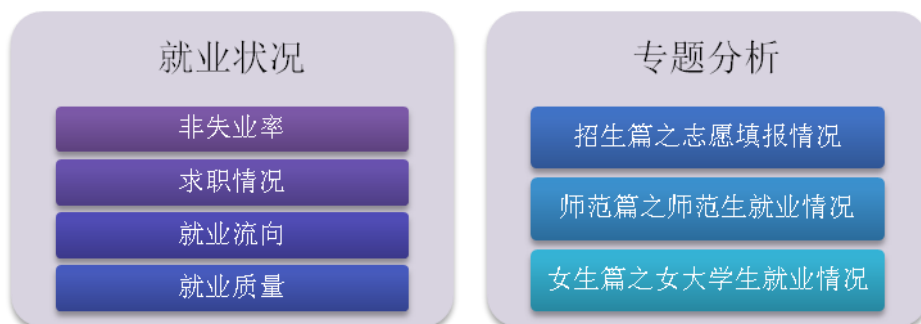 就业状况
非失业率
求职情况
就业流向
就业质量
专题分析
招生篇之志愿填报情况
师范篇之师范生就业情况
女生篇之女大学生就业情况